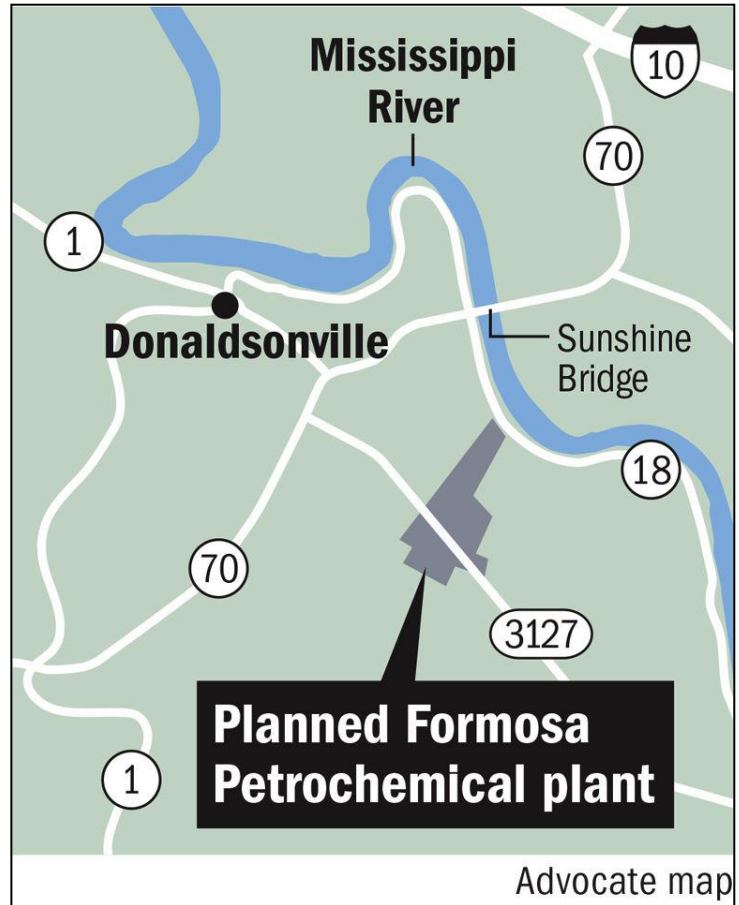 Mississippi
River
10
70
1
Donaldsonville
Sunshine
Bridge
18
70
3127
Planned Formosa
Petrochemical plant
1
Advocate map